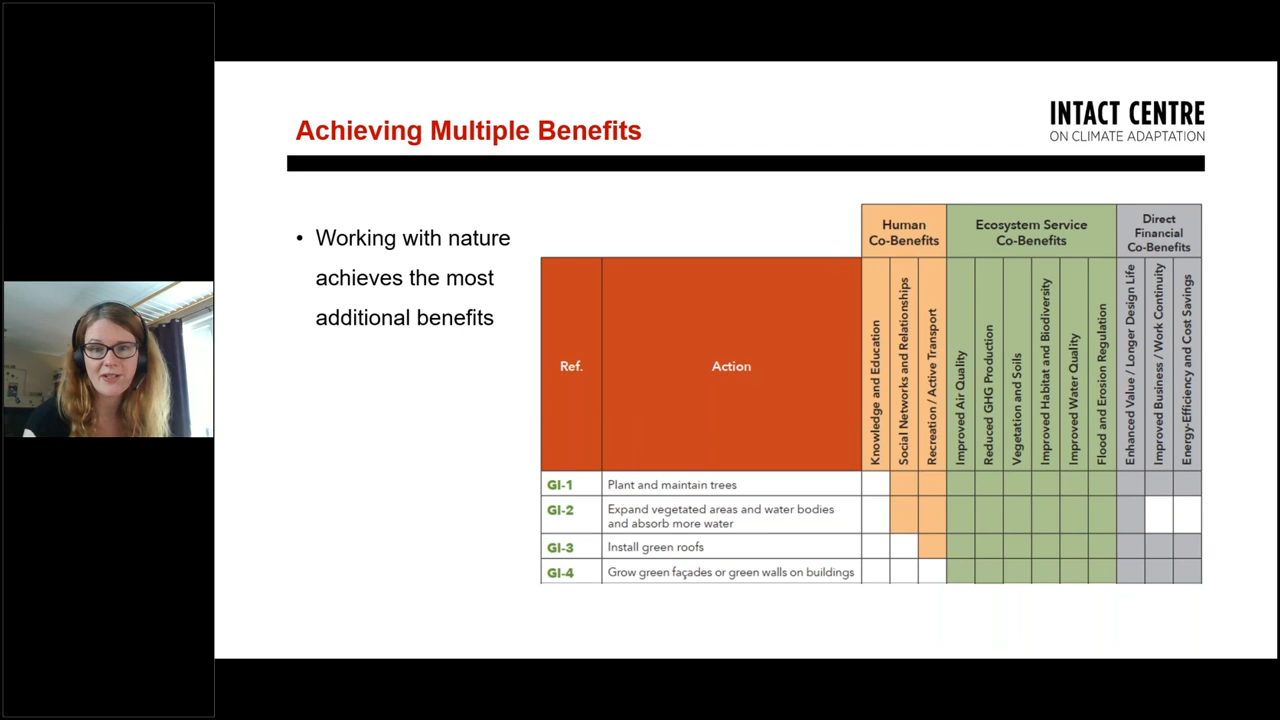 Achieving Multiple Benefits
INTACT CENTRE
ON CLIMATE ADAPTATION
• Working with nature
achieves the most
additional benefits
Human
Co-Benefits
Ecosystem Service
Co-Benefits
Direct
Financial
Co-Benefits
Ref.
Action
Knowledge and Education
Social Networks and Relationships
Recreation / Active Transport
Improved Air Quality
Reduced GHG Production
Vegetation and Soils
Improved Habitat and Biodiversity
Improved Water Quality
Flood and Erosion Regulation
Enhanced Value / Longer Design Life
Improved Business / Work Continuity
Energy-Efficiency and Cost Savings
GI-1
Plant and maintain trees
GI-2
Expand vegetated areas and water bodies
and absorb more water
GI-3
Install green roofs
GI-4
Grow green façades or green walls on buildings